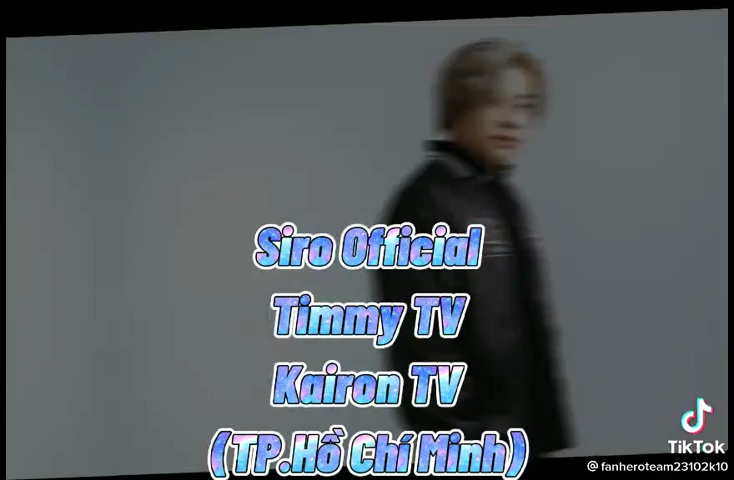 Siro Official
Timmy TV
Kairon TV
(TP.Hồ Chí Minh)
TikTok
@ fanheroteam23102k10